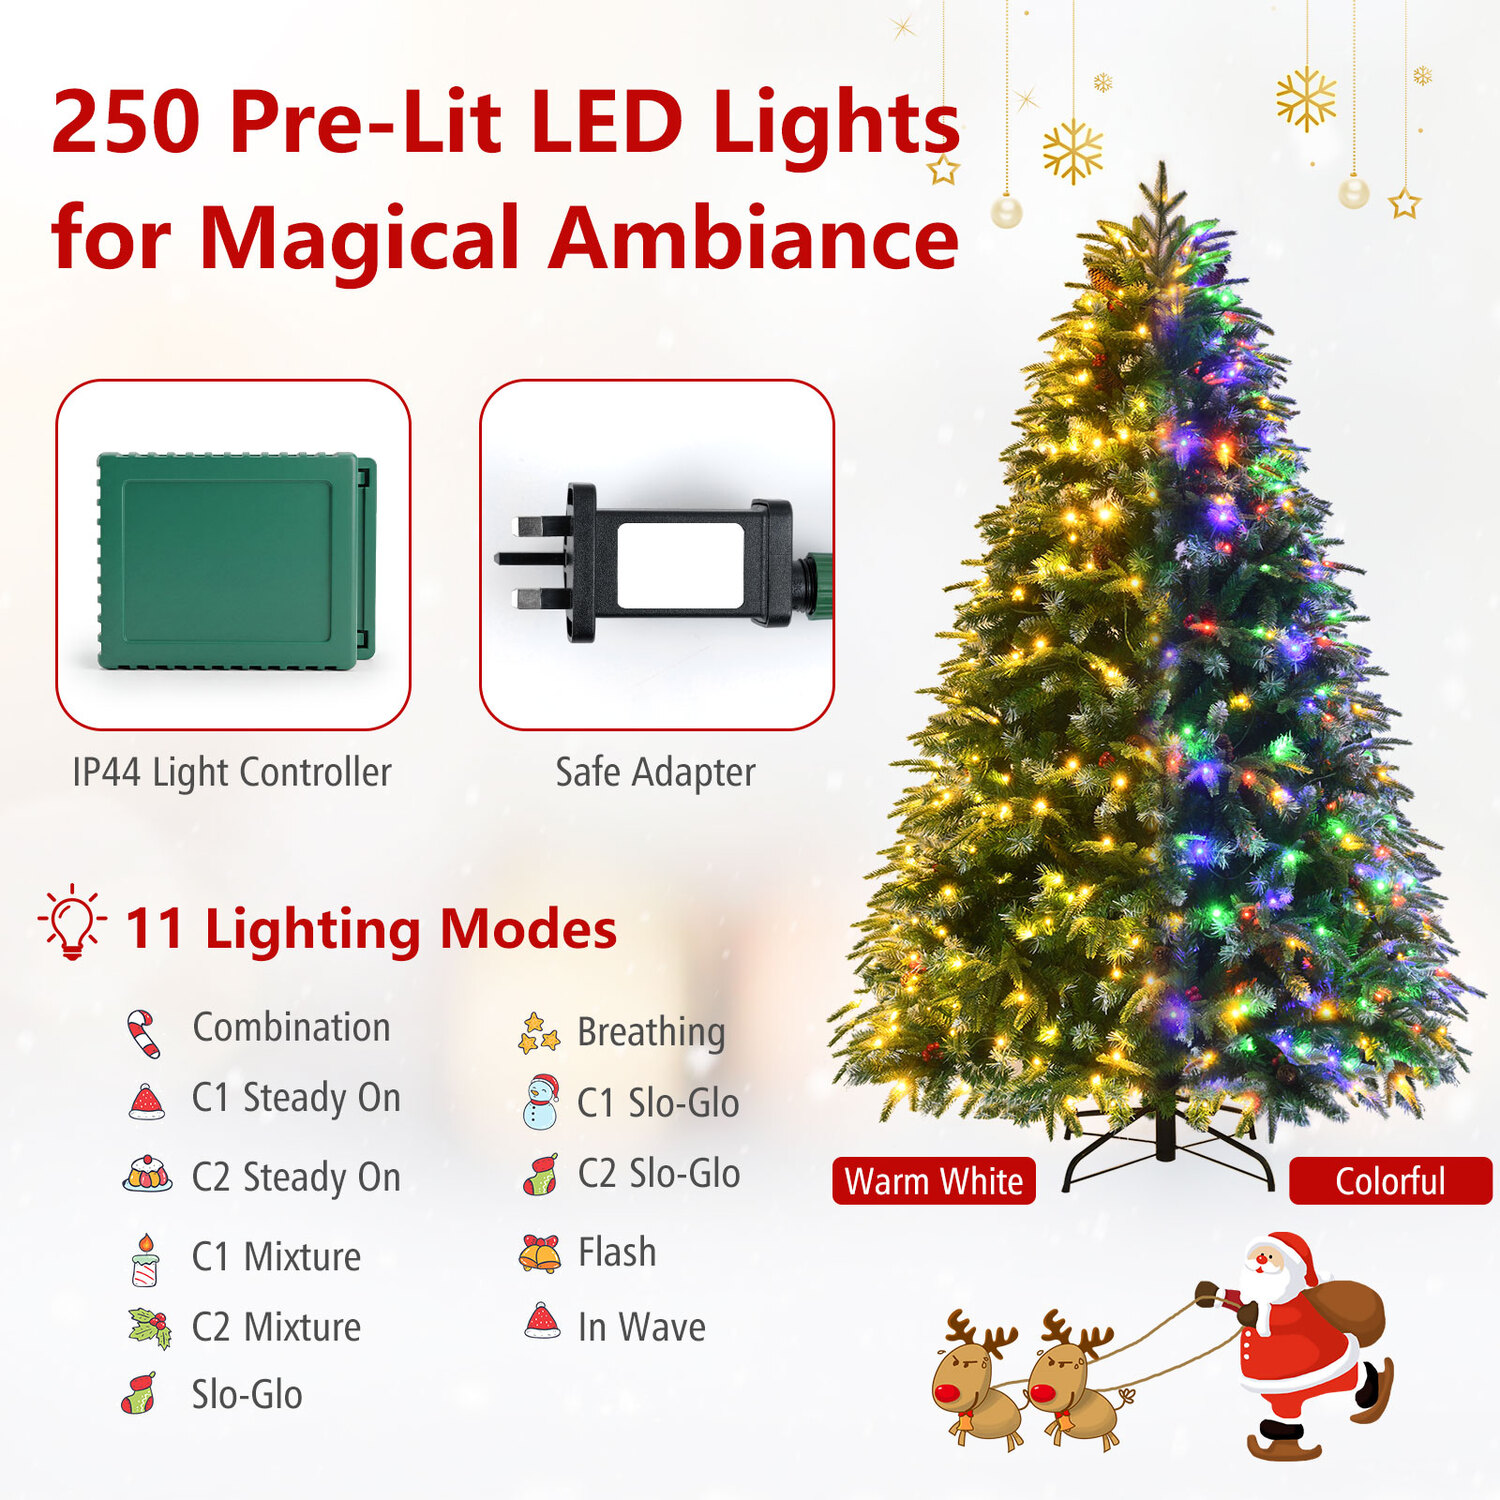 250 Pre-Lit LED Lights
for Magical Ambiance
IP44 Light Controller
Safe Adapter
11 Lighting Modes
Combination
C1 Steady On
C2 Steady On
C1 Mixture
C2 Mixture
Slo-Glo
Breathing
C1 Slo-Glo
C2 Slo-Glo
Flash
In Wave
Warm White
Colorful